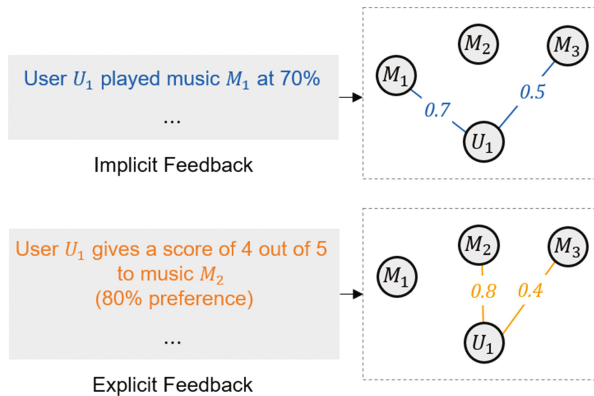 User U₁ played music M₁ at 70%
...
Implicit Feedback
M₁
M₂
M₃
0.7
0.5
U₁
User U₁ gives a score of 4 out of 5
to music M₂
(80% preference)
...
Explicit Feedback
M₁
M₂
M₃
0.8
0.4
U₁